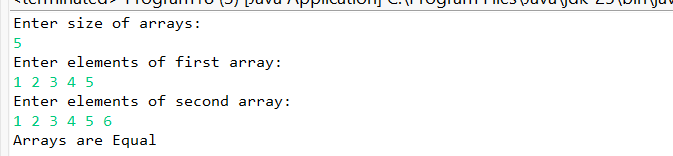 <terminated> Program18 (3) [Java Application] C:\Program Files\Java\jdk-25\bin\jav
Enter size of arrays:
5
Enter elements of first array:
1 2 3 4 5
Enter elements of second array:
1 2 3 4 5 6
Arrays are Equal